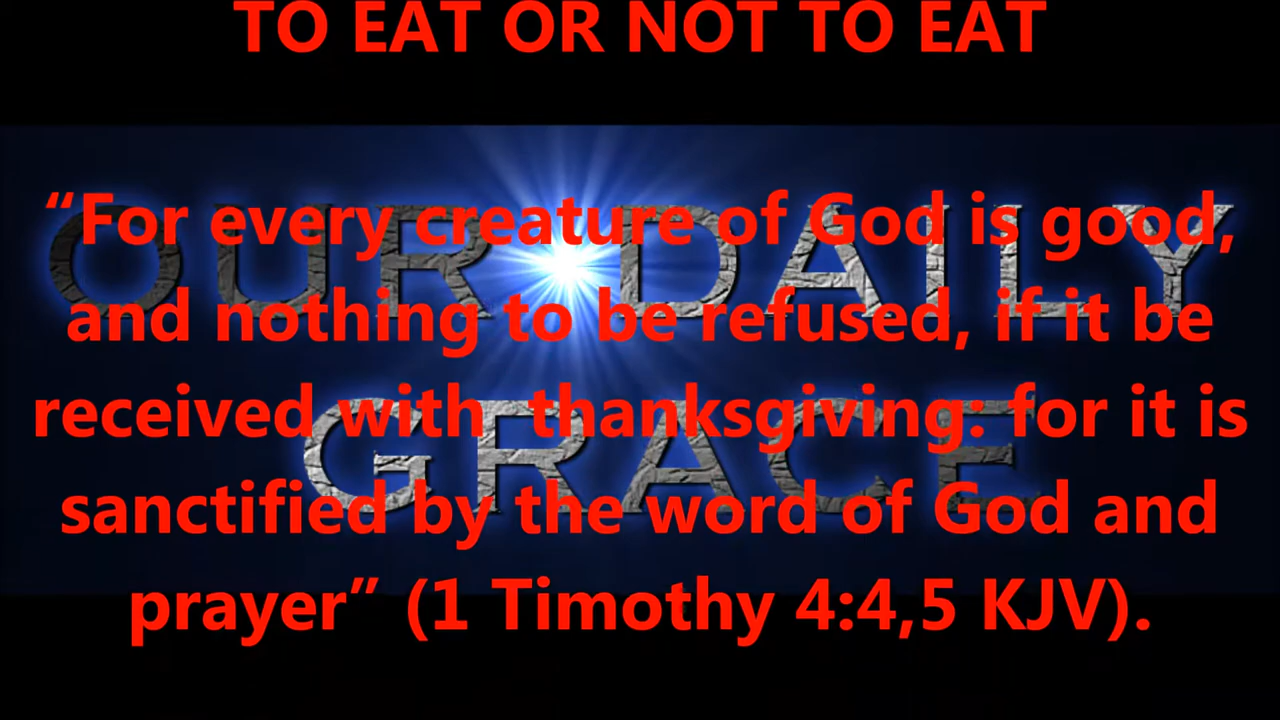 TO EAT OR NOT TO EAT
OUR DAILY
GRACE
“For every creature of God is good,
and nothing to be refused, if it be
received with  thanksgiving: for it is
sanctified by the word of God and
prayer” (1 Timothy 4:4,5 KJV).